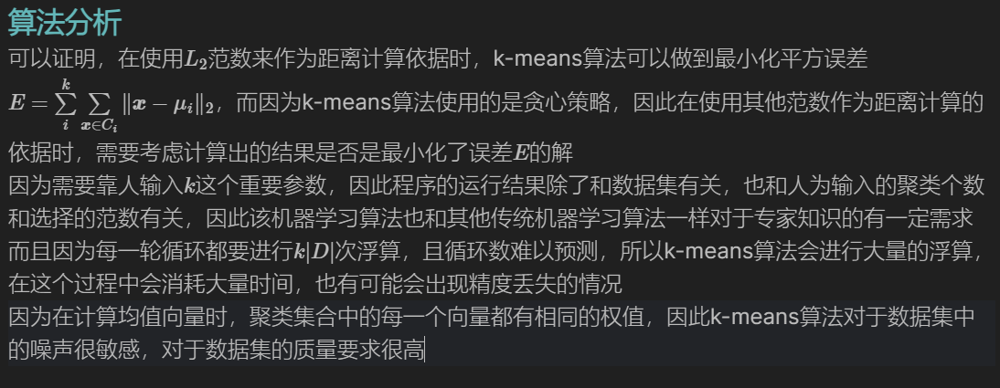 算法分析
可以证明，在使用L₂范数来作为距离计算依据时，k-means算法可以做到最小化平方误差
E = ∑ᵢᵏ ∑_{x∈Cᵢ} ‖x − μᵢ‖₂，而因为k-means算法使用的是贪心策略，因此在使用其他范数作为距离计算的
依据时，需要考虑计算出的结果是否是最小化了误差E的解
因为需要靠人输入k这个重要参数，因此程序的运行结果除了和数据集有关，也和人为输入的聚类个数
和选择的范数有关，因此该机器学习算法也和其他传统机器学习算法一样对于专家知识的有一定需求
而且因为每一轮循环都要进行k|D|次浮算，且循环数难以预测，所以k-means算法会进行大量的浮算，
在这个过程中会消耗大量时间，也有可能会出现精度丢失的情况
因为在计算均值向量时，聚类集合中的每一个向量都有相同的权值，因此k-means算法对于数据集中
的噪声很敏感，对于数据集的质量要求很高